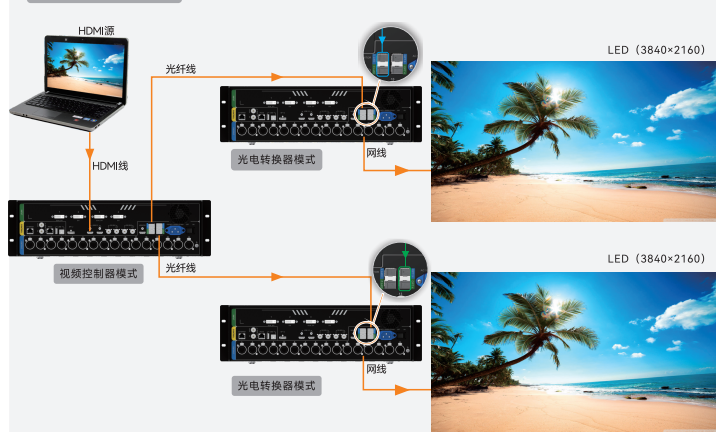 HDMI源
光纤线
LED（3840×2160）
光电转换器模式
网线
HDMI线
视频控制器模式
光纤线
LED（3840×2160）
光电转换器模式
网线